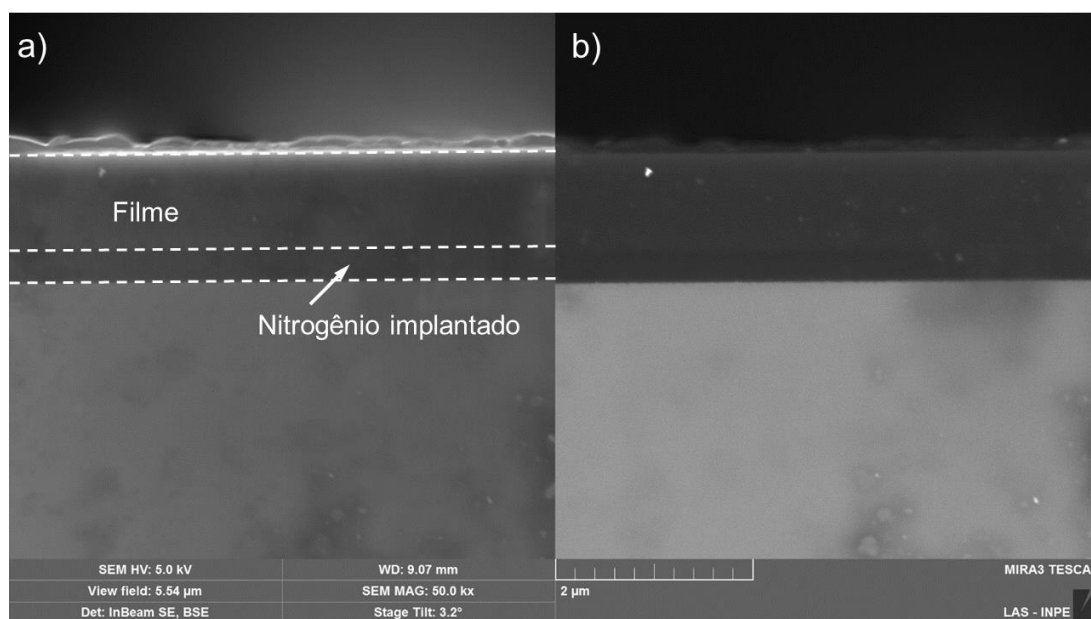 a)
b)
Filme
Nitrogênio implantado
SEM HV: 5.0 kV
WD: 9.07 mm
View field: 5.54 µm
SEM MAG: 50.0 kx
2 µm
Det: InBeam SE, BSE
Stage Tilt: 3.2°
MIRA3 TESCA
LAS - INPE